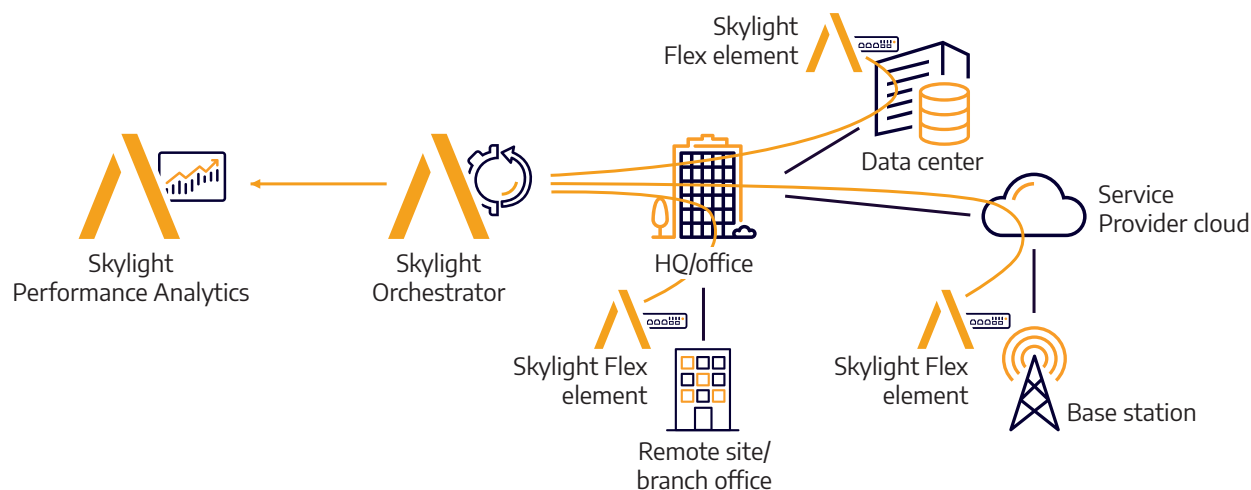 Skylight
Flex element
Data center
Service
Provider cloud
HQ/office
Skylight
Performance Analytics
Skylight
Orchestrator
Skylight Flex
element
Skylight Flex
element
Base station
Remote site/
branch office